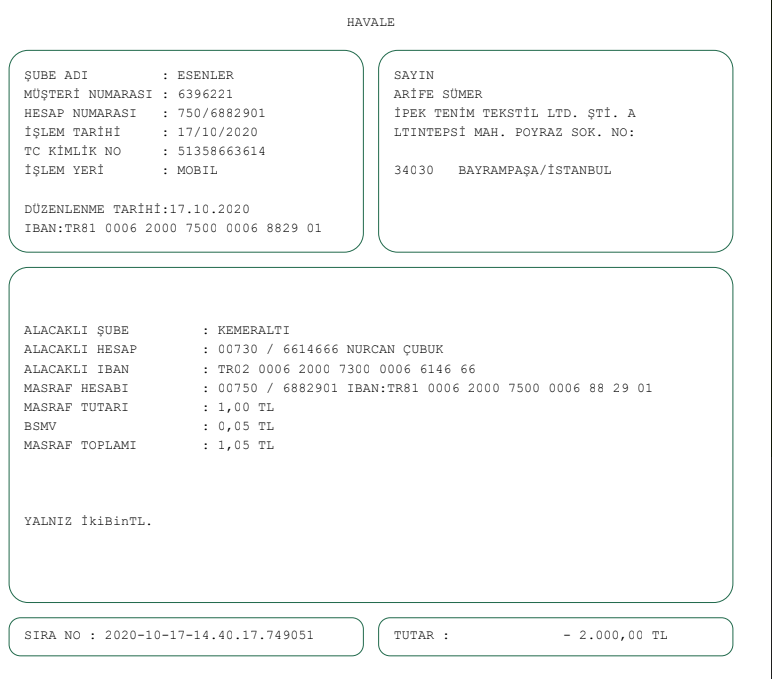 HAVALE
ŞUBE ADI : ESENLER
MÜŞTERİ NUMARASI : 6396221
HESAP NUMARASI : 750/6882901
İŞLEM TARİHİ : 17/10/2020
TC KİMLİK NO : 51358663614
İŞLEM YERİ : MOBIL
DÜZENLENME TARİHİ:17.10.2020
IBAN:TR81 0006 2000 7500 0006 8829 01
SAYIN
ARİFE SÜMER
İPEK TENİM TEKSTİL LTD. ŞTİ. A
LTINTEPSİ MAH. POYRAZ SOK. NO:
34030 BAYRAMPAŞA/İSTANBUL
ALACAKLI ŞUBE : KEMERALTI
ALACAKLI HESAP : 00730 / 6614666 NURCAN ÇUBUK
ALACAKLI IBAN : TR02 0006 2000 7300 0006 6146 66
MASRAF HESABI : 00750 / 6882901 IBAN:TR81 0006 2000 7500 0006 88 29 01
MASRAF TUTARI : 1,00 TL
BSMV : 0,05 TL
MASRAF TOPLAMI : 1,05 TL
YALNIZ İkiBinTL.
SIRA NO : 2020-10-17-14.40.17.749051
TUTAR : - 2.000,00 TL